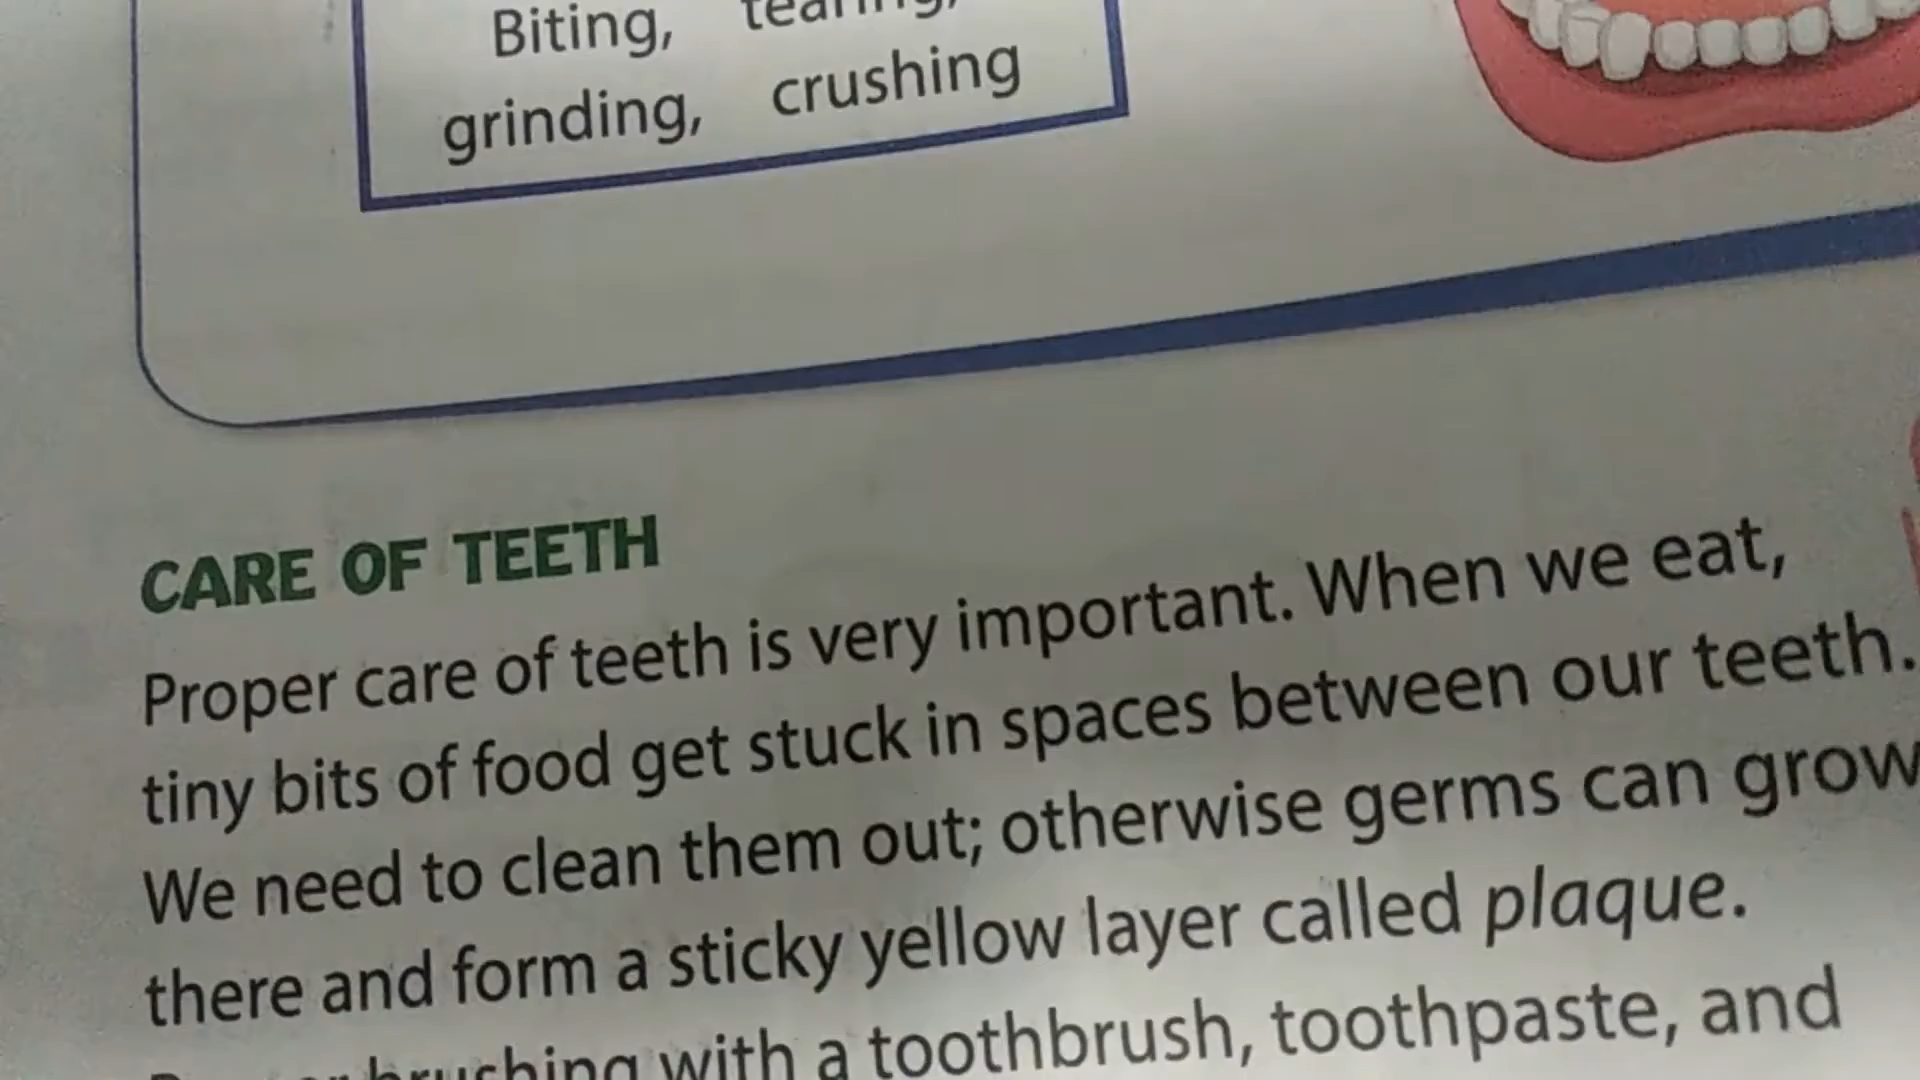 Biting, tearing,
grinding, crushing
CARE OF TEETH
Proper care of teeth is very important. When we eat,
tiny bits of food get stuck in spaces between our teeth.
We need to clean them out; otherwise germs can grow
there and form a sticky yellow layer called plaque.
brushing with a toothbrush, toothpaste, and